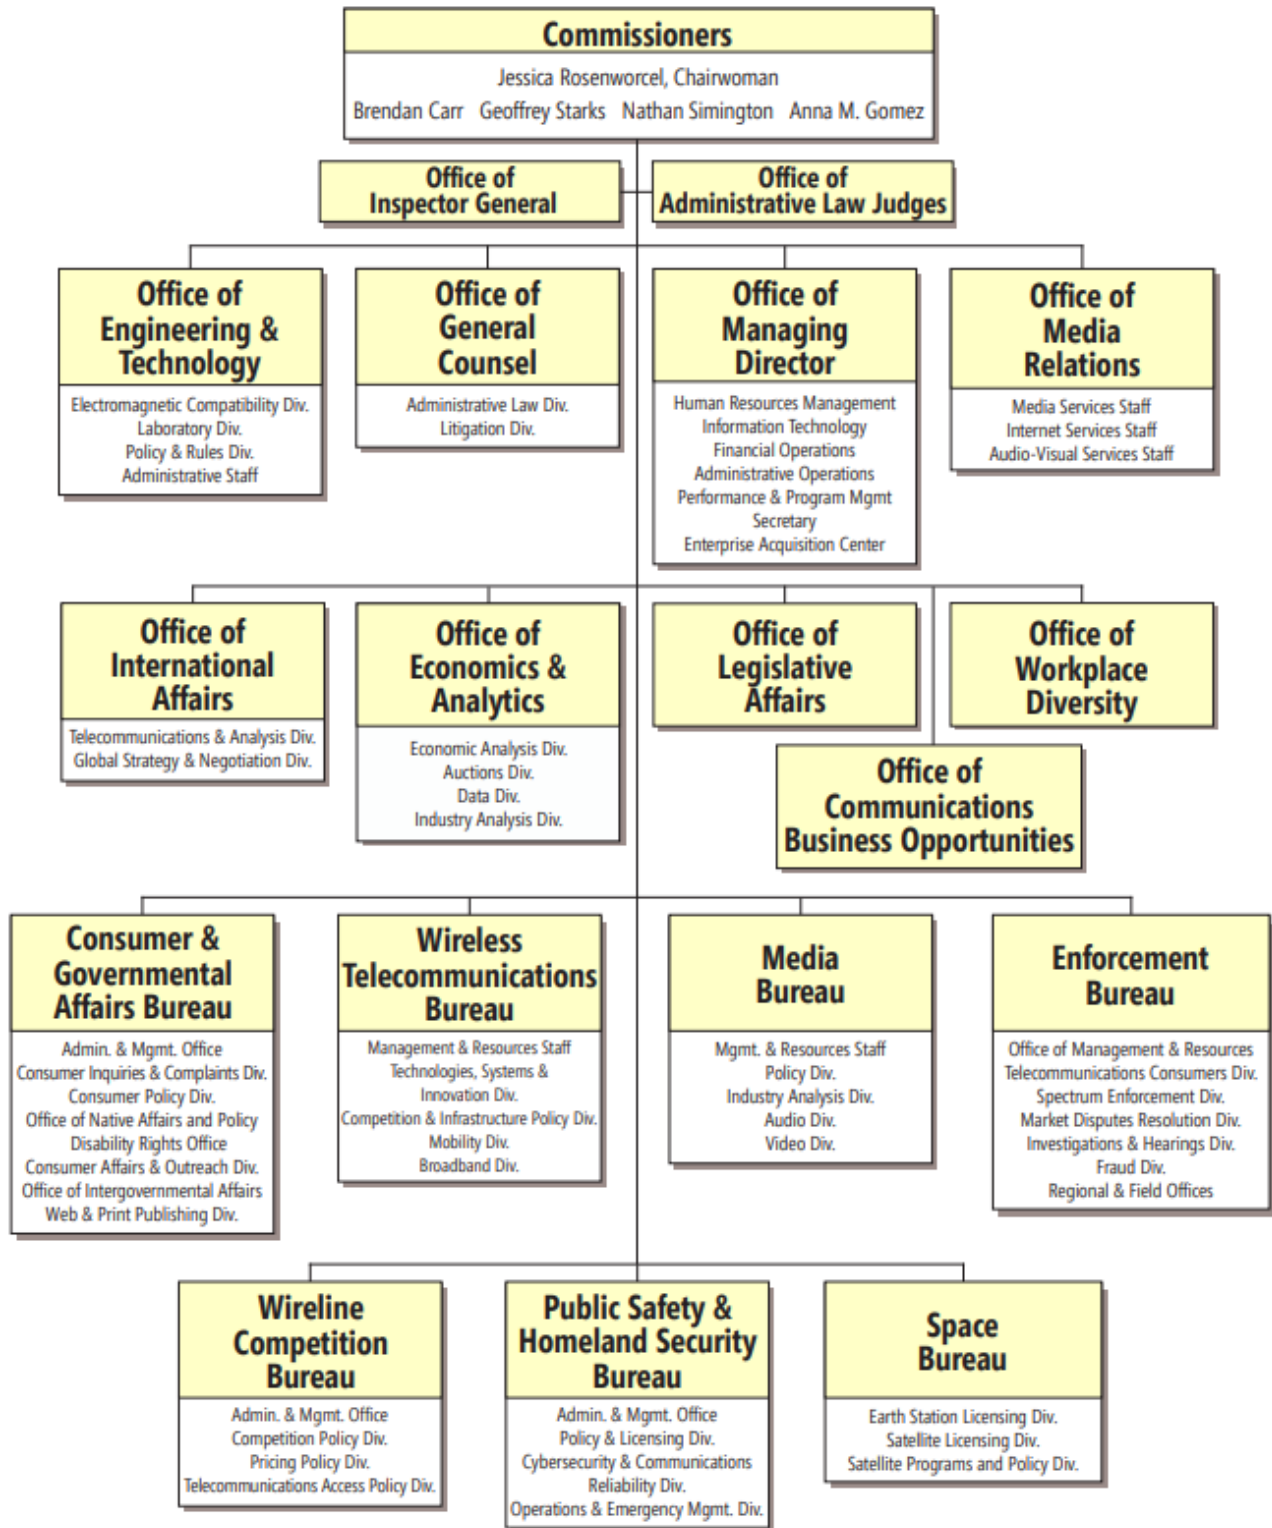 Commissioners
Jessica Rosenworcel, Chairwoman
Brendan Carr Geoffrey Starks Nathan Simington Anna M. Gomez
Office of
Inspector General
Office of
Administrative Law Judges
Office of
Engineering &
Technology
Electromagnetic Compatibility Div.
Laboratory Div.
Policy & Rules Div.
Administrative Staff
Office of
General
Counsel
Administrative Law Div.
Litigation Div.
Office of
Managing
Director
Human Resources Management
Information Technology
Financial Operations
Administrative Operations
Performance & Program Mgmt
Secretary
Enterprise Acquisition Center
Office of
Media
Relations
Media Services Staff
Internet Services Staff
Audio-Visual Services Staff
Office of
International
Affairs
Telecommunications & Analysis Div.
Global Strategy & Negotiation Div.
Office of
Economics &
Analytics
Economic Analysis Div.
Auctions Div.
Data Div.
Industry Analysis Div.
Office of
Legislative
Affairs
Office of
Workplace
Diversity
Office of
Communications
Business Opportunities
Consumer &
Governmental
Affairs Bureau
Admin. & Mgmt. Office
Consumer Inquiries & Complaints Div.
Consumer Policy Div.
Office of Native Affairs and Policy
Disability Rights Office
Consumer Affairs & Outreach Div.
Office of Intergovernmental Affairs
Web & Print Publishing Div.
Wireless
Telecommunications
Bureau
Management & Resources Staff
Technologies, Systems &
Innovation Div.
Competition & Infrastructure Policy Div.
Mobility Div.
Broadband Div.
Media
Bureau
Mgmt. & Resources Staff
Policy Div.
Industry Analysis Div.
Audio Div.
Video Div.
Enforcement
Bureau
Office of Management & Resources
Telecommunications Consumers Div.
Spectrum Enforcement Div.
Market Disputes Resolution Div.
Investigations & Hearings Div.
Fraud Div.
Regional & Field Offices
Wireline
Competition
Bureau
Admin. & Mgmt. Office
Competition Policy Div.
Pricing Policy Div.
Telecommunications Access Policy Div.
Public Safety &
Homeland Security
Bureau
Admin. & Mgmt. Office
Policy & Licensing Div.
Cybersecurity & Communications
Reliability Div.
Operations & Emergency Mgmt. Div.
Space
Bureau
Earth Station Licensing Div.
Satellite Licensing Div.
Satellite Programs and Policy Div.